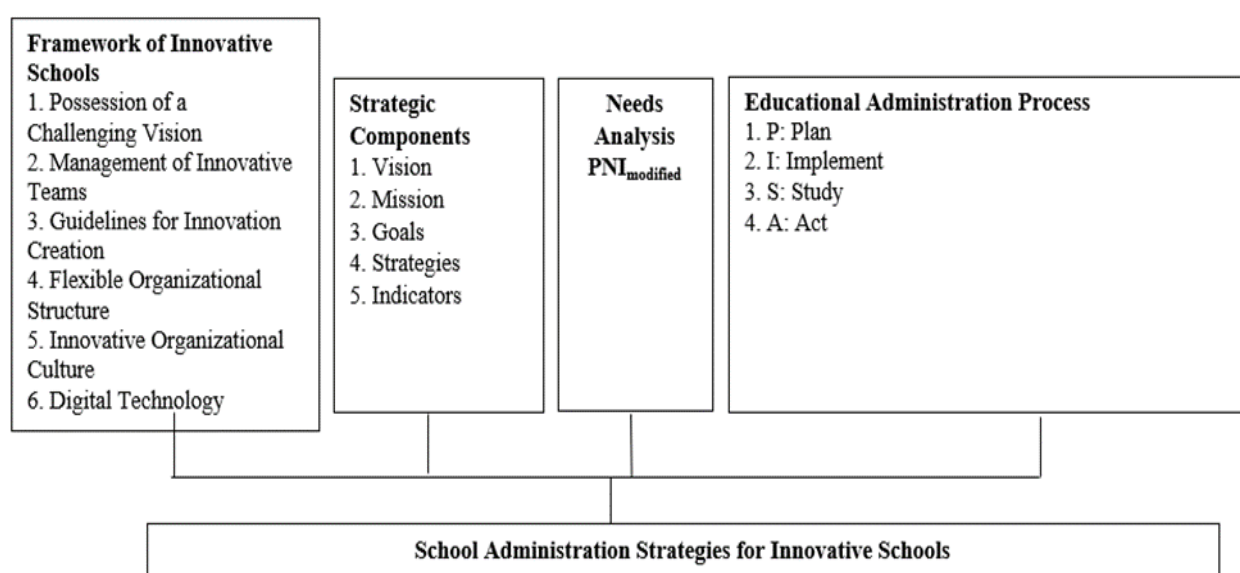 Framework of Innovative
Schools
1. Possession of a
Challenging Vision
2. Management of Innovative
Teams
3. Guidelines for Innovation
Creation
4. Flexible Organizational
Structure
5. Innovative Organizational
Culture
6. Digital Technology
Strategic
Components
1. Vision
2. Mission
3. Goals
4. Strategies
5. Indicators
Needs
Analysis
PNImodified
Educational Administration Process
1. P: Plan
2. I: Implement
3. S: Study
4. A: Act
School Administration Strategies for Innovative Schools